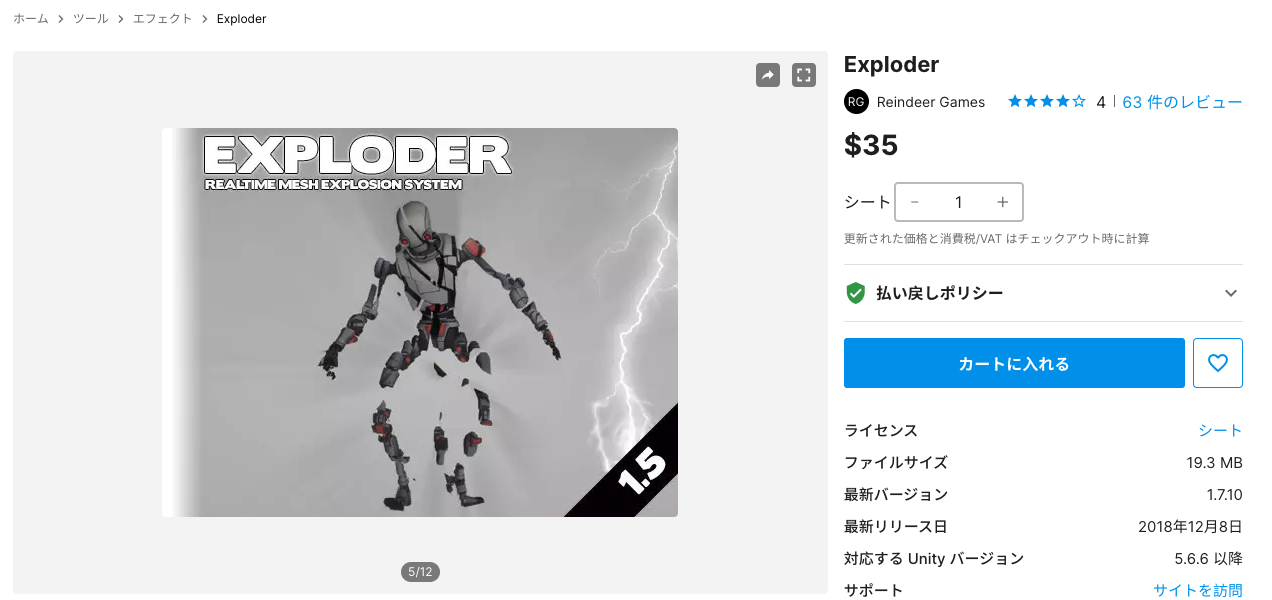 ホーム > ツール > エフェクト > Exploder
EXPLODER
REALTIME MESH EXPLOSION SYSTEM
1.5
5/12
Exploder
RG Reindeer Games 4 | 63 件のレビュー
$35
シート - 1 +
更新された価格と消費税/VAT はチェックアウト時に計算
払い戻しポリシー
カートに入れる
ライセンス シート
ファイルサイズ 19.3 MB
最新バージョン 1.7.10
最新リリース日 2018年12月8日
対応する Unity バージョン 5.6.6 以降
サポート サイトを訪問